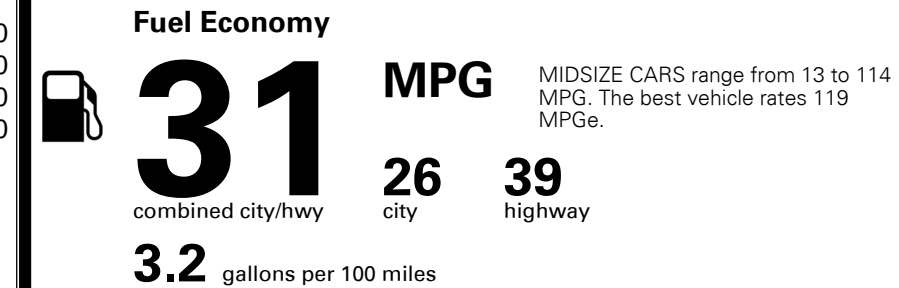 Fuel Economy
31
MPG
MIDSIZE CARS range from 13 to 114
MPG. The best vehicle rates 119
MPGe.
combined city/hwy
26
city
39
highway
3.2 gallons per 100 miles